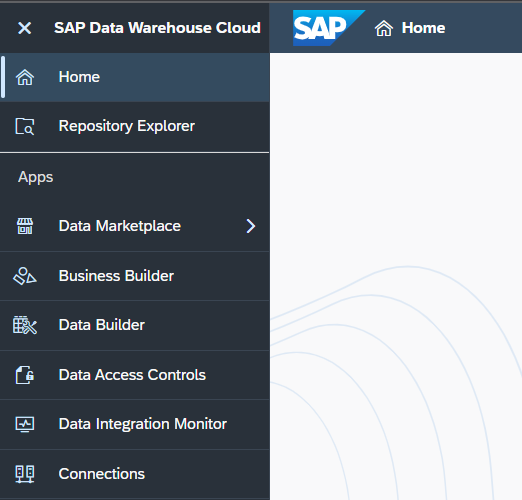 SAP Data Warehouse Cloud
SAP
Home
Home
Repository Explorer
Apps
Data Marketplace
Business Builder
Data Builder
Data Access Controls
Data Integration Monitor
Connections